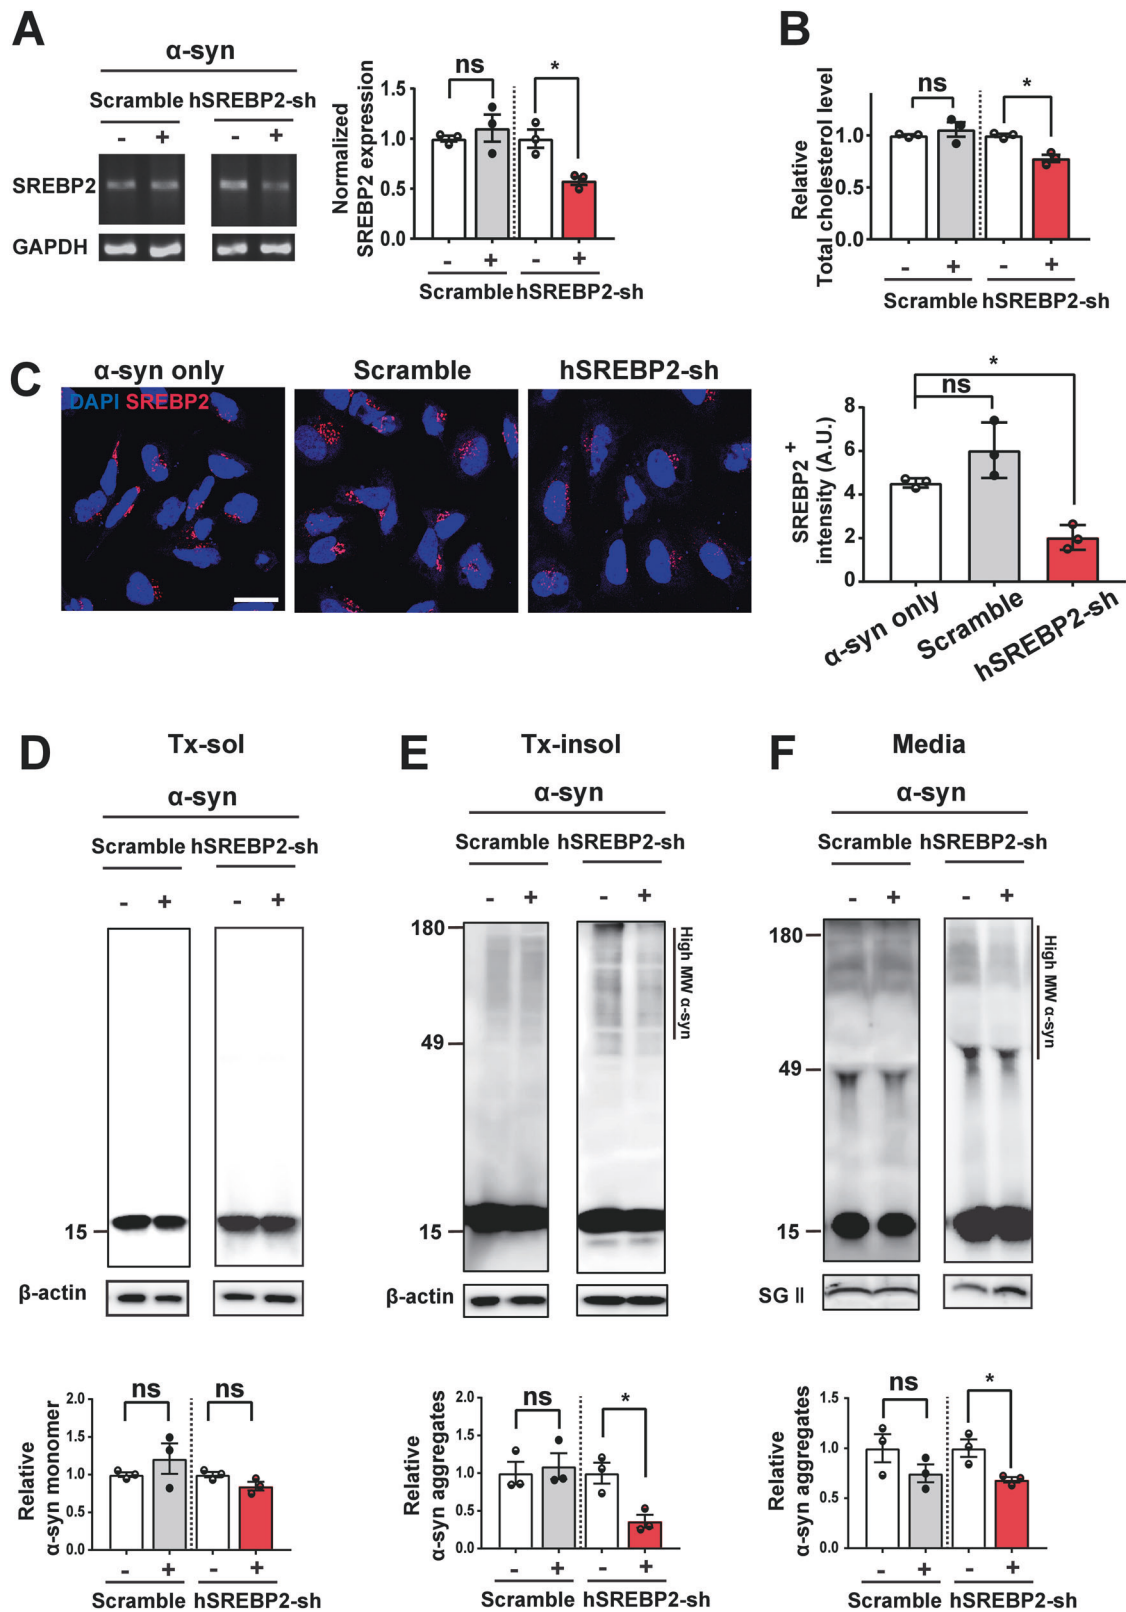 A
α-syn
Scramble hSREBP2-sh
- + - +
SREBP2
GAPDH
Normalized
SREBP2 expression
1.5
1.0
0.5
0.0
ns
*
- + - +
Scramble hSREBP2-sh
B
Relative
Total cholesterol level
1.0
0.5
0.0
ns
*
- + - +
Scramble hSREBP2-sh
C
α-syn only
Scramble
hSREBP2-sh
DAPI SREBP2
SREBP2+
intensity (A.U.)
8
6
4
2
0
ns
*
α-syn only
Scramble
hSREBP2-sh
D
Tx-sol
α-syn
Scramble hSREBP2-sh
- + - +
15
β-actin
Relative
α-syn monomer
2.0
1.5
1.0
0.5
0.0
ns
ns
- + - +
Scramble hSREBP2-sh
E
Tx-insol
α-syn
Scramble hSREBP2-sh
- + - +
180
49
15
High MW α-syn
β-actin
Relative
α-syn aggregates
2.0
1.5
1.0
0.5
0.0
ns
*
- + - +
Scramble hSREBP2-sh
F
Media
α-syn
Scramble hSREBP2-sh
- + - +
180
49
15
High MW α-syn
SG II
Relative
α-syn aggregates
1.5
1.0
0.5
0.0
ns
*
- + - +
Scramble hSREBP2-sh